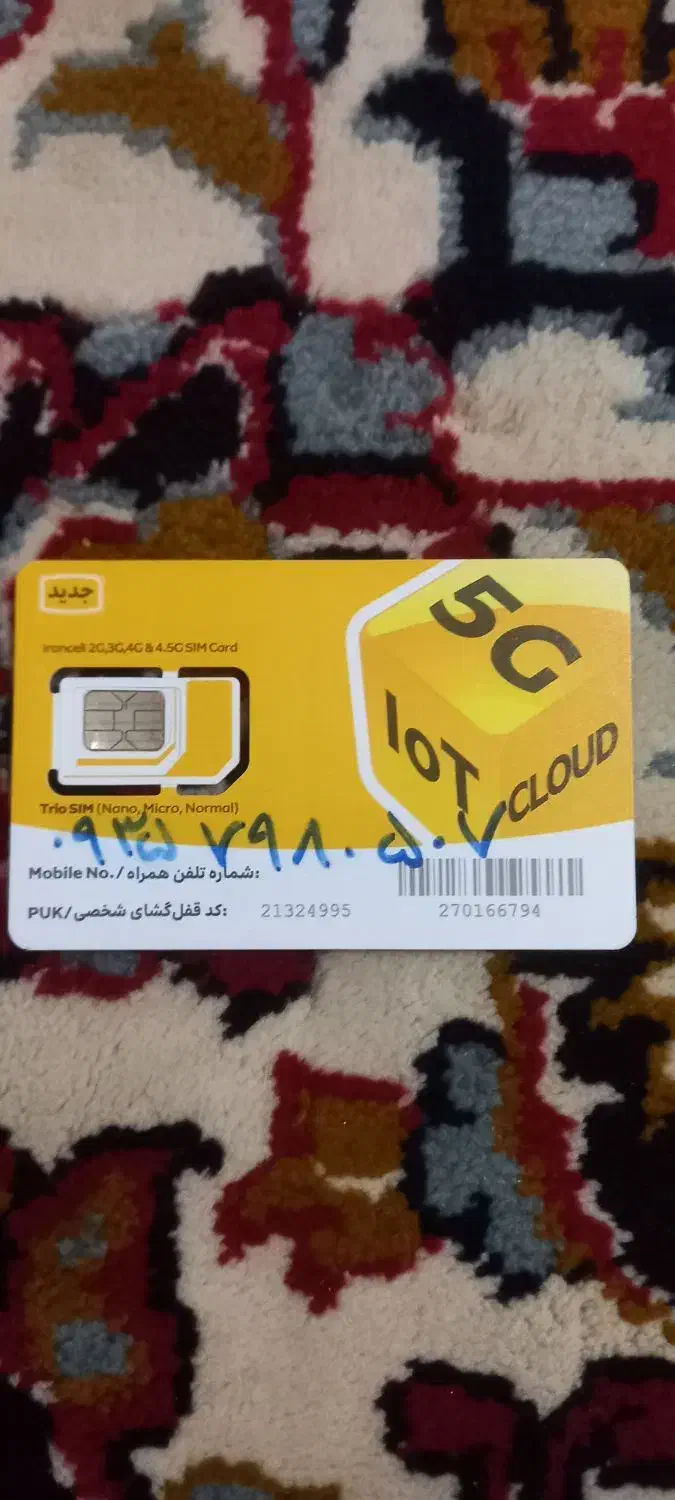 جدید
irancell 2G,3G,4G & 4.5G SIM Card
5G
IoT
CLOUD
Trio SIM (Nano, Micro, Normal)
۰۹۳۵ ۷۹۸۰۵۰۷
Mobile No./شماره تلفن همراه:
PUK/کد قفل‌گشای شخصی: 21324995 270166794